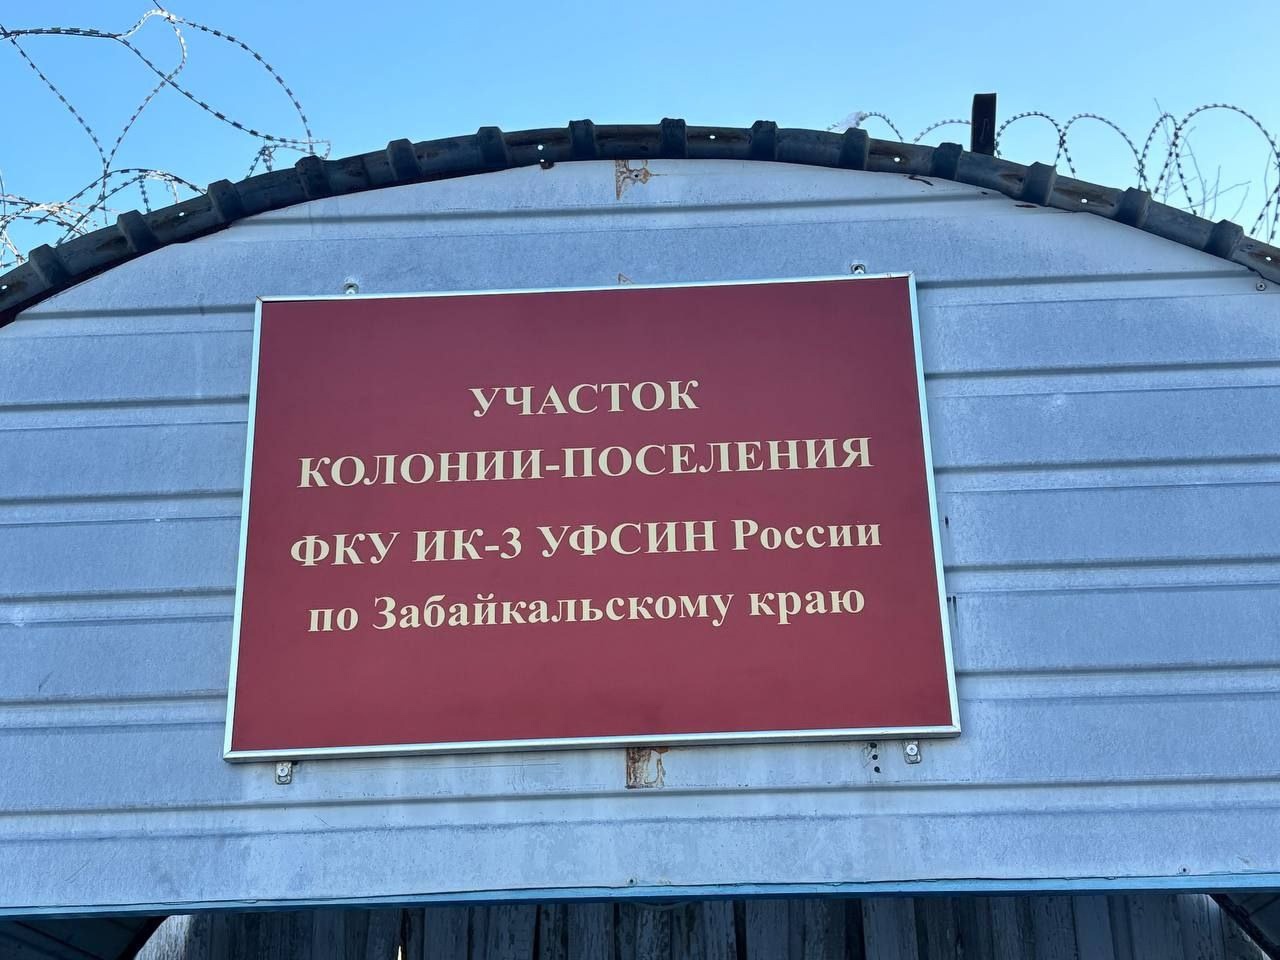 УЧАСТОК
КОЛОНИИ-ПОСЕЛЕНИЯ
ФКУ ИК-3 УФСИН России
по Забайкальскому краю